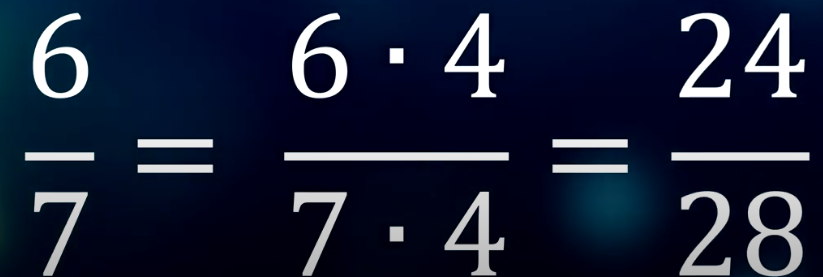 6/7 = 6 · 4/7 · 4 = 24/28